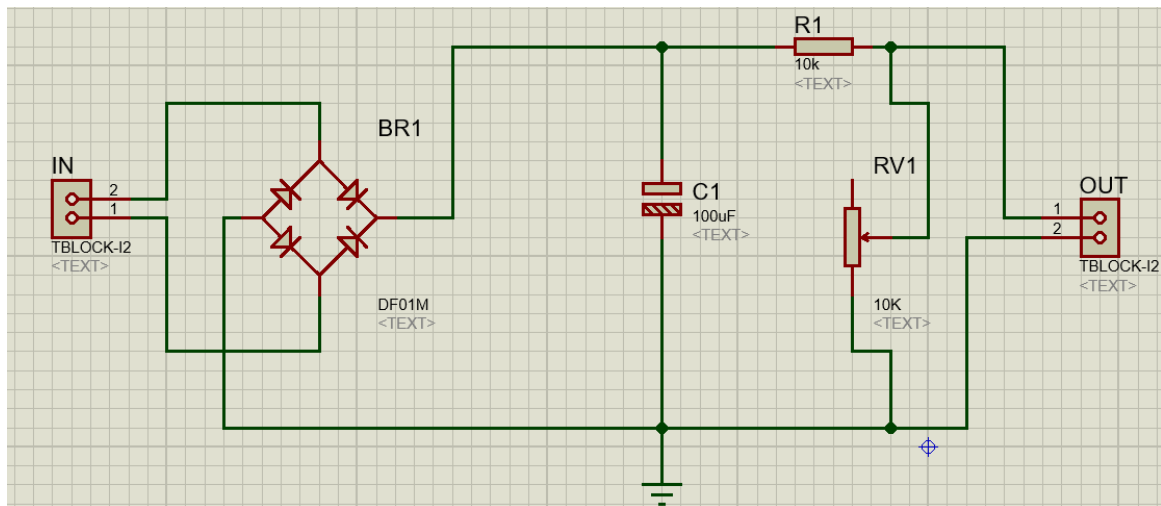 R1
10k
<TEXT>
BR1
IN
2
1
TBLOCK-I2
<TEXT>
DF01M
<TEXT>
C1
100uF
<TEXT>
RV1
10K
<TEXT>
OUT
1
2
TBLOCK-I2
<TEXT>